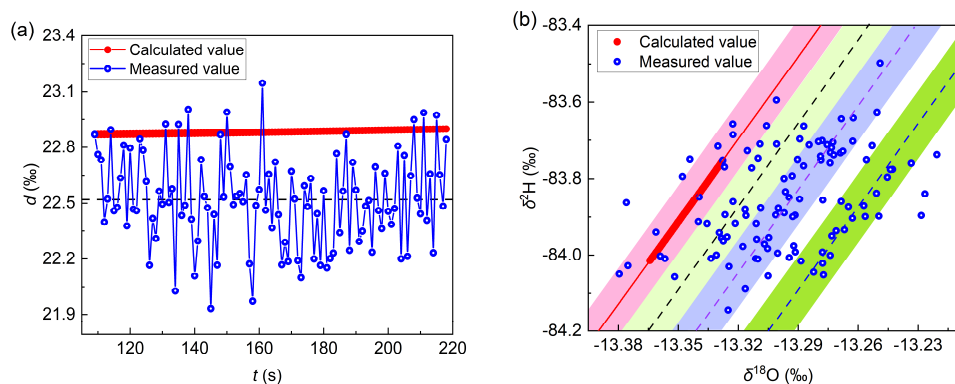 (a)
23.4
23.1
22.8
22.5
22.2
21.9
d
(‰)
Calculated value
Measured value
120 140 160 180 200 220
t (s)
(b)
-83.4
-83.6
-83.8
-84.0
-84.2
δ²H (‰)
Calculated value
Measured value
-13.38 -13.35 -13.32 -13.29 -13.26 -13.23
δ¹⁸O (‰)